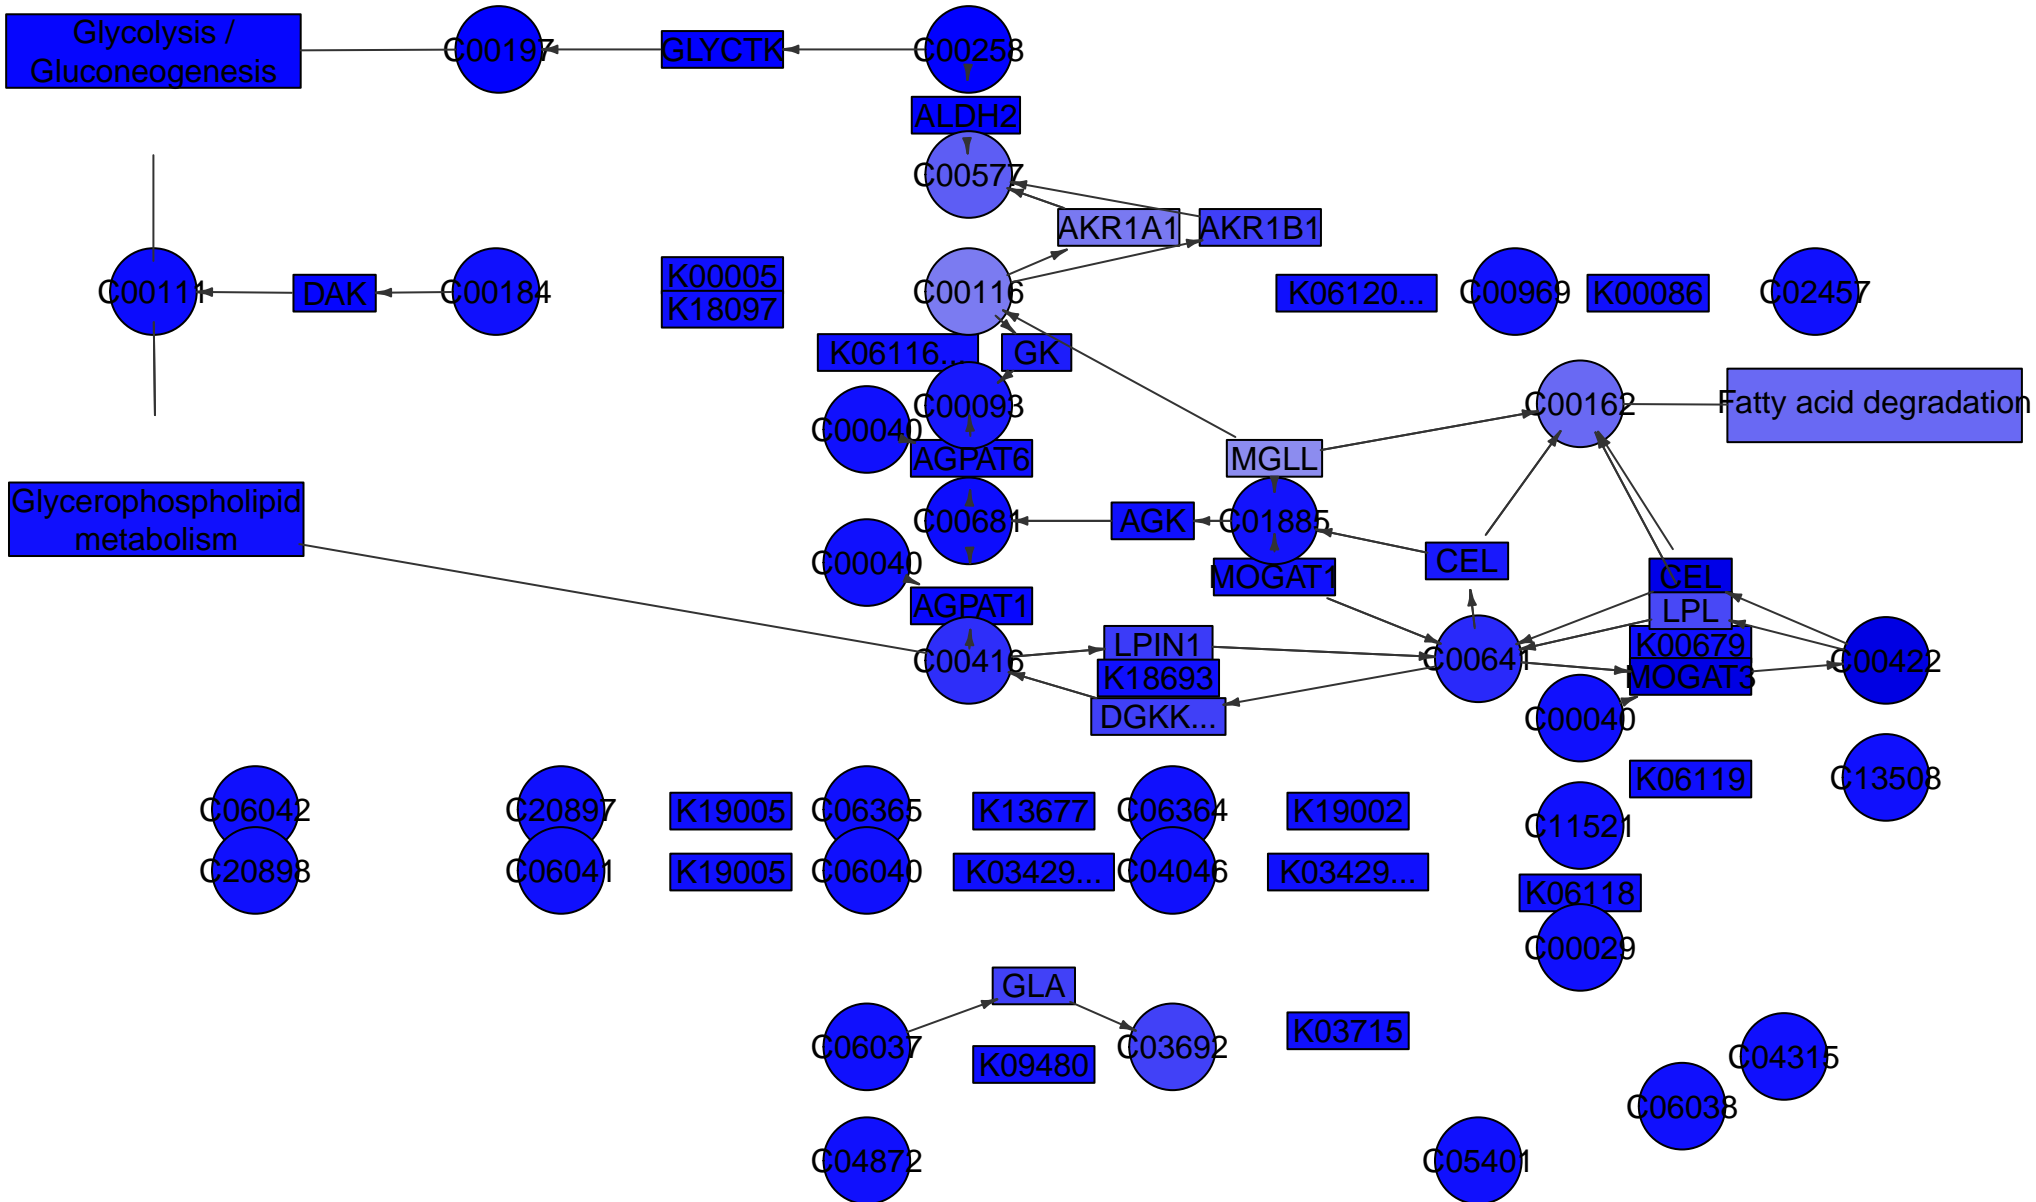 Glycolysis /
Gluconeogenesis
C00197
GLYCTK
C00258
ALDH2
C00577
AKR1A1
AKR1B1
C00111
DAK
C00184
K00005
K18097
C00116
K06120...
C00969
K00086
C02457
K06116...
GK
C00093
C00040
AGPAT6
MGLL
C00162
Fatty acid degradation
Glycerophospholipid
metabolism
C00681
AGK
C01885
C00040
MOGAT1
CEL
CEL
LPL
AGPAT1
C00416
LPIN1
K18693
DGKK...
C00641
K00679
MOGAT3
C00422
C00040
C06042
C20897
K19005
C06365
K13677
C06364
K19002
C11521
K06119
C13508
C20898
C06041
K19005
C06040
K03429...
C04046
K03429...
K06118
C00029
GLA
C06037
K09480
C03692
K03715
C04315
C06038
C04872
C05401